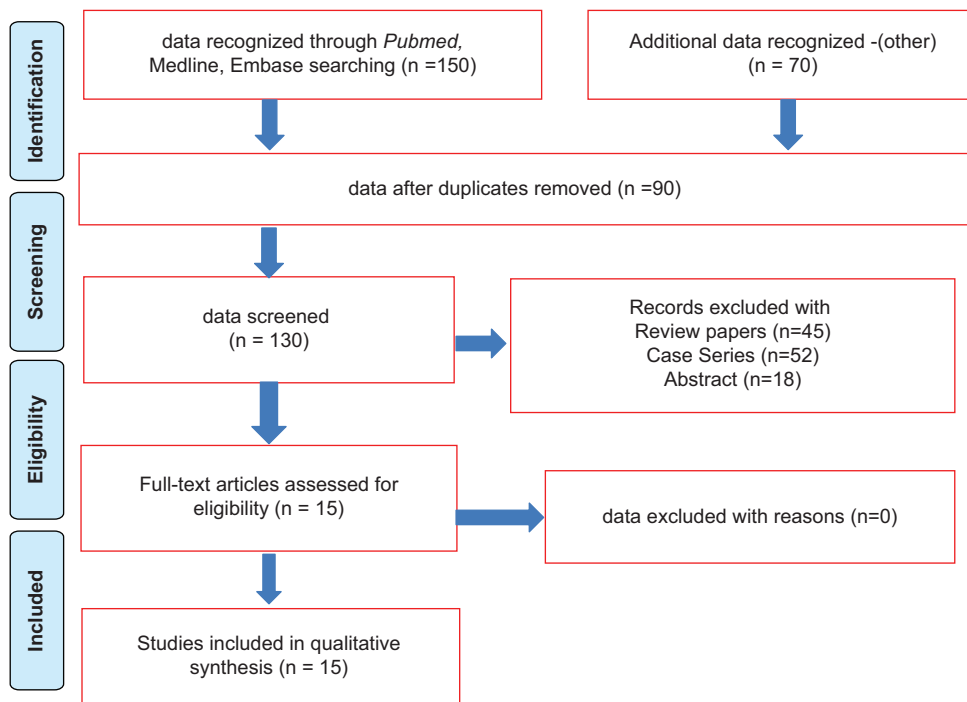 Identification
data recognized through Pubmed,
Medline, Embase searching (n =150)
Additional data recognized -(other)
(n = 70)
data after duplicates removed (n =90)
Screening
data screened
(n = 130)
Records excluded with
Review papers (n=45)
Case Series (n=52)
Abstract (n=18)
Eligibility
Full-text articles assessed for
eligibility (n = 15)
data excluded with reasons (n=0)
Included
Studies included in qualitative
synthesis (n = 15)